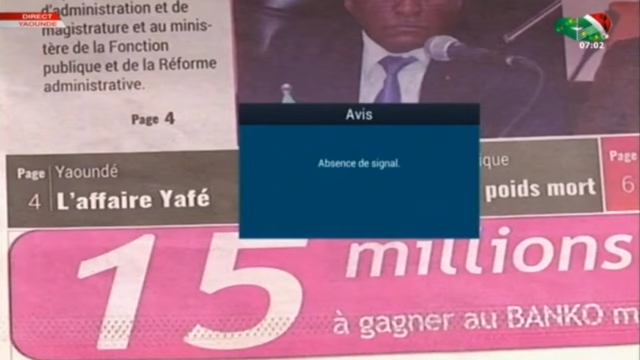 DIRECT
YAOUNDE
07:02
d'administration et de
magistrature et au minis-
tère de la Fonction
publique et de la Réforme
administrative.
Page 4
Avis
Absence de signal.
Page 4
Yaoundé
L'affaire Yafé
ique
poids mort
Page 6
15 millions
à gagner au BANKO m